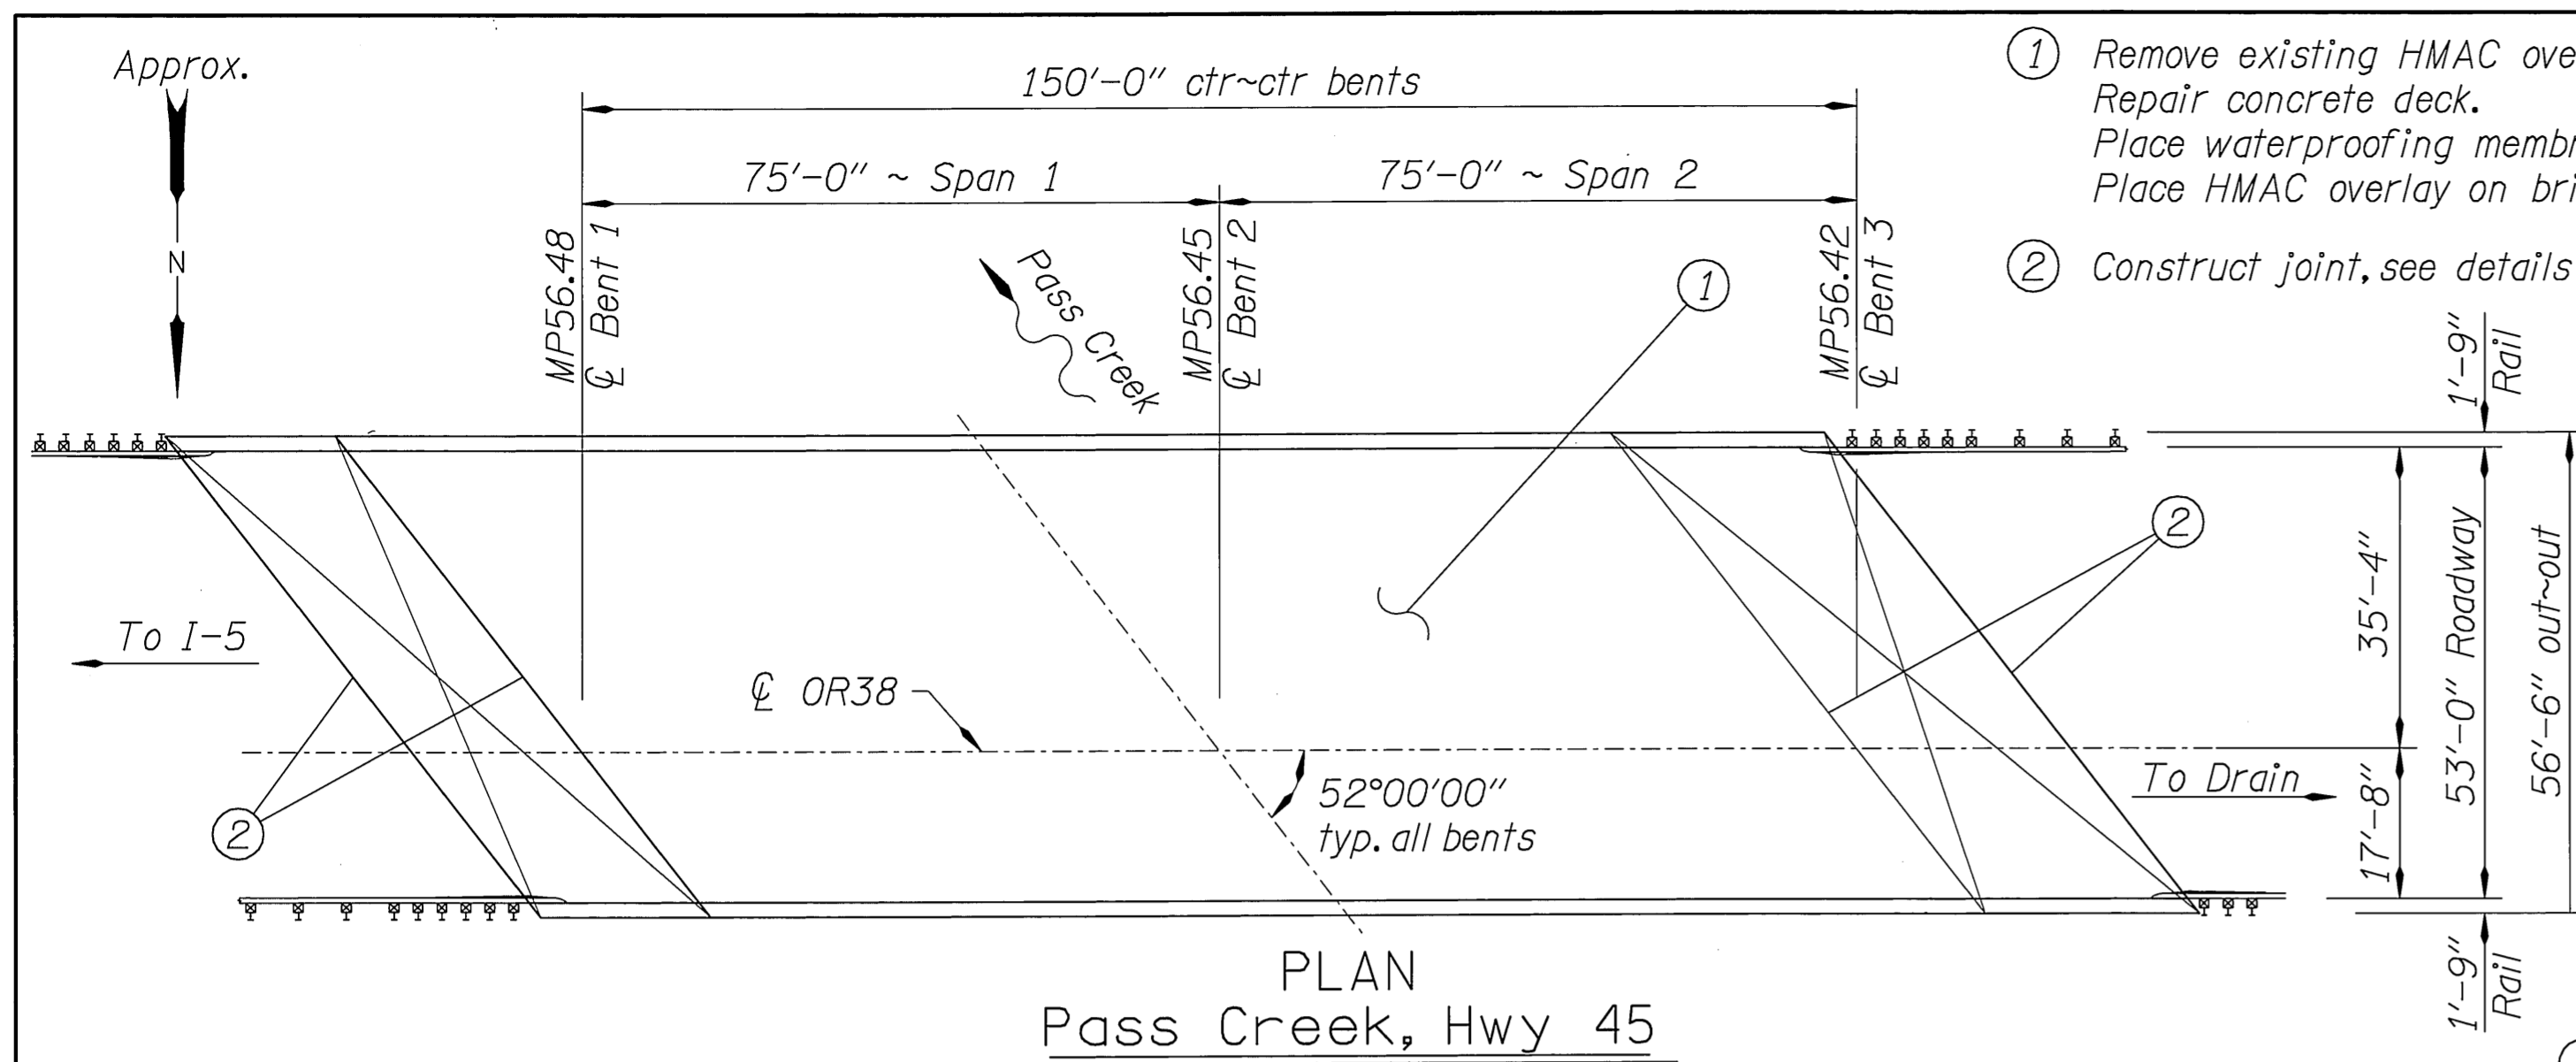 Approx.
N
150'-0" ctr~ctr bents
75'-0" ~ Span 1
75'-0" ~ Span 2
MP56.48
℄ Bent 1
MP56.45
℄ Bent 2
MP56.42
℄ Bent 3
Pass Creek
1
1 Remove existing HMAC ove
Repair concrete deck.
Place waterproofing memb
Place HMAC overlay on bri
2 Construct joint, see details
1'-9"
Rail
2
35'-4"
53'-0" Roadway
56'-6" out~out
To I-5
℄ OR38
To Drain
17'-8"
52°00'00"
typ. all bents
2
1'-9"
Rail
PLAN
Pass Creek, Hwy 45